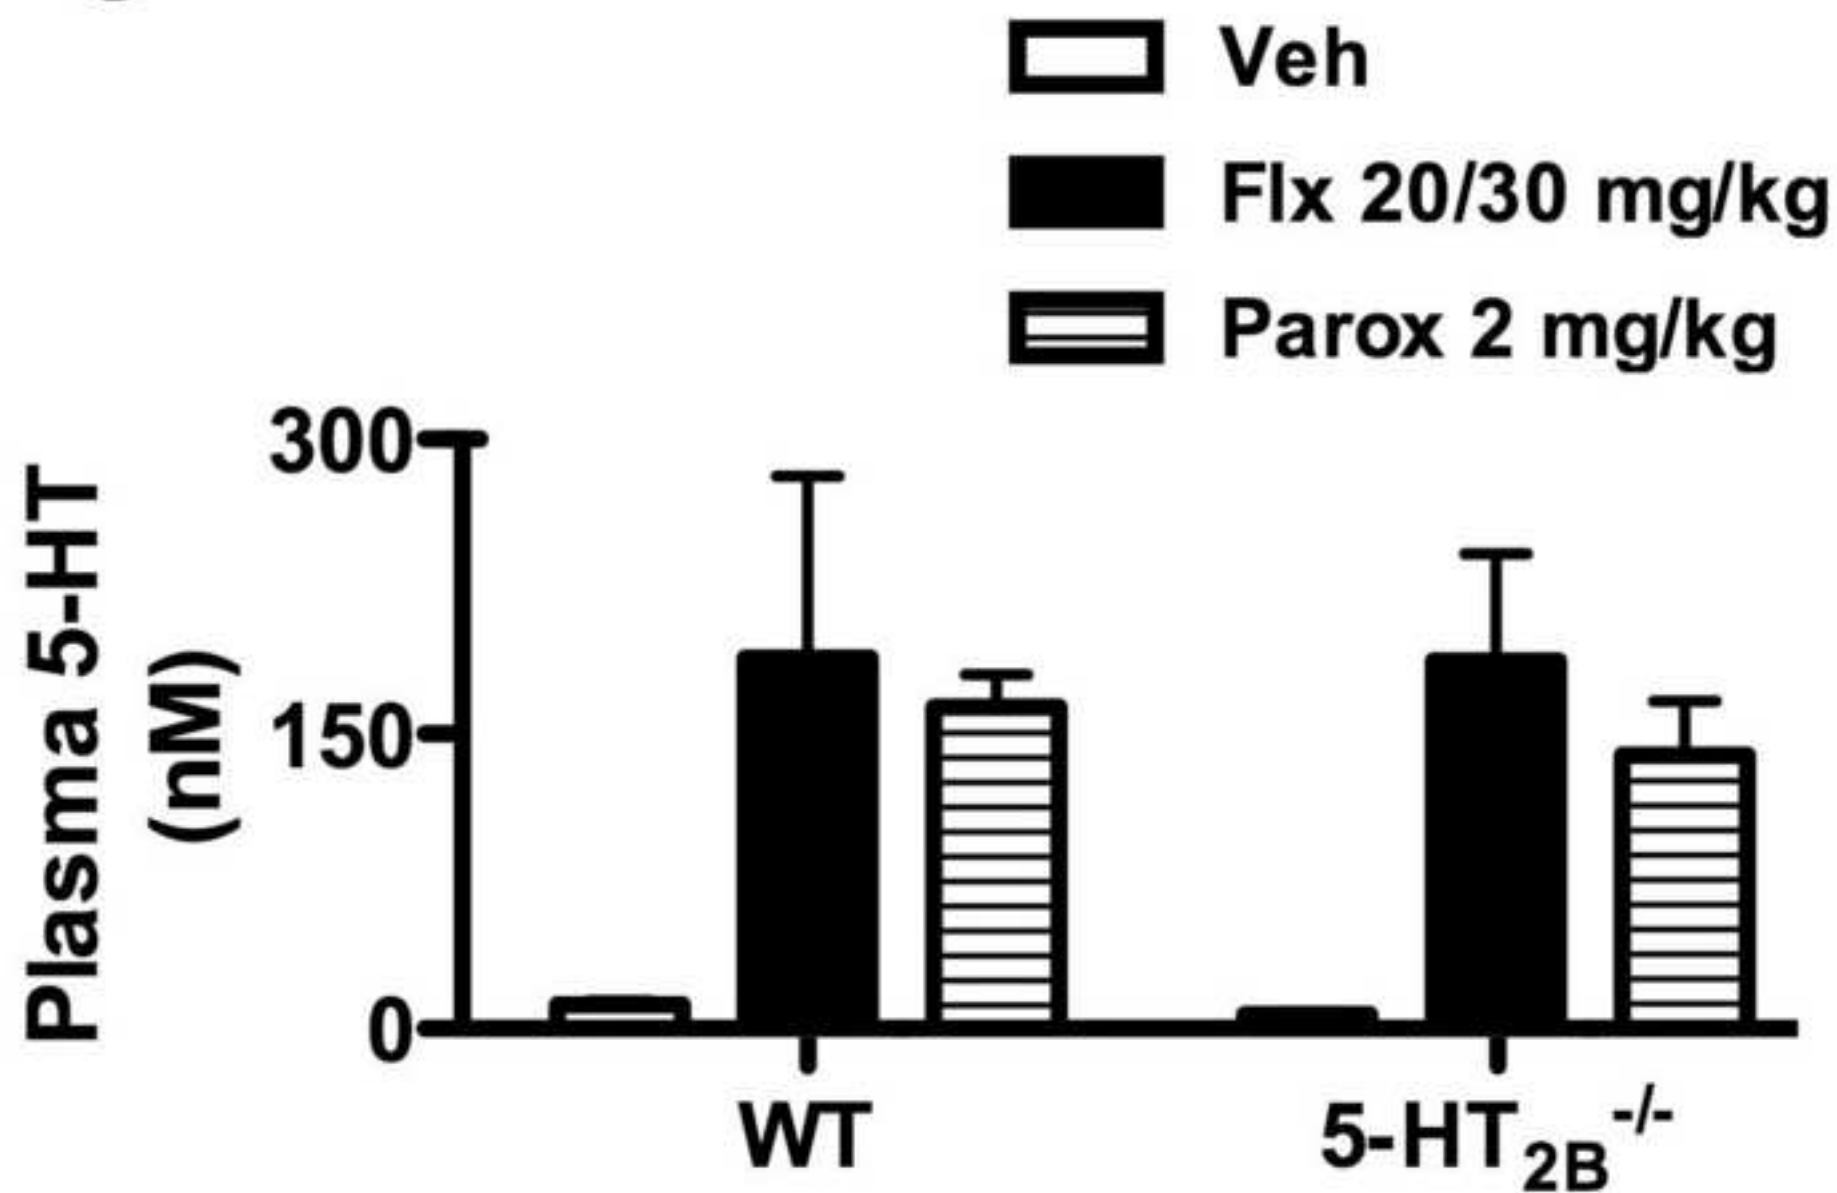 Veh
Flx 20/30 mg/kg
Parox 2 mg/kg
Plasma 5-HT
(nM)
300
150
0
WT
5-HT2B-/-